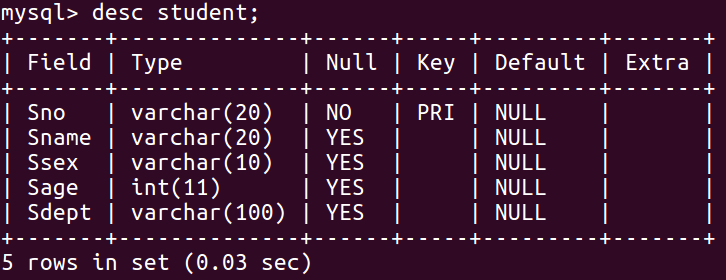 mysql> desc student;
+-------+--------------+------+-----+---------+-------+
| Field | Type         | Null | Key | Default | Extra |
+-------+--------------+------+-----+---------+-------+
| Sno   | varchar(20)  | NO   | PRI | NULL    |       |
| Sname | varchar(20)  | YES  |     | NULL    |       |
| Ssex  | varchar(10)  | YES  |     | NULL    |       |
| Sage  | int(11)      | YES  |     | NULL    |       |
| Sdept | varchar(100) | YES  |     | NULL    |       |
+-------+--------------+------+-----+---------+-------+
5 rows in set (0.03 sec)